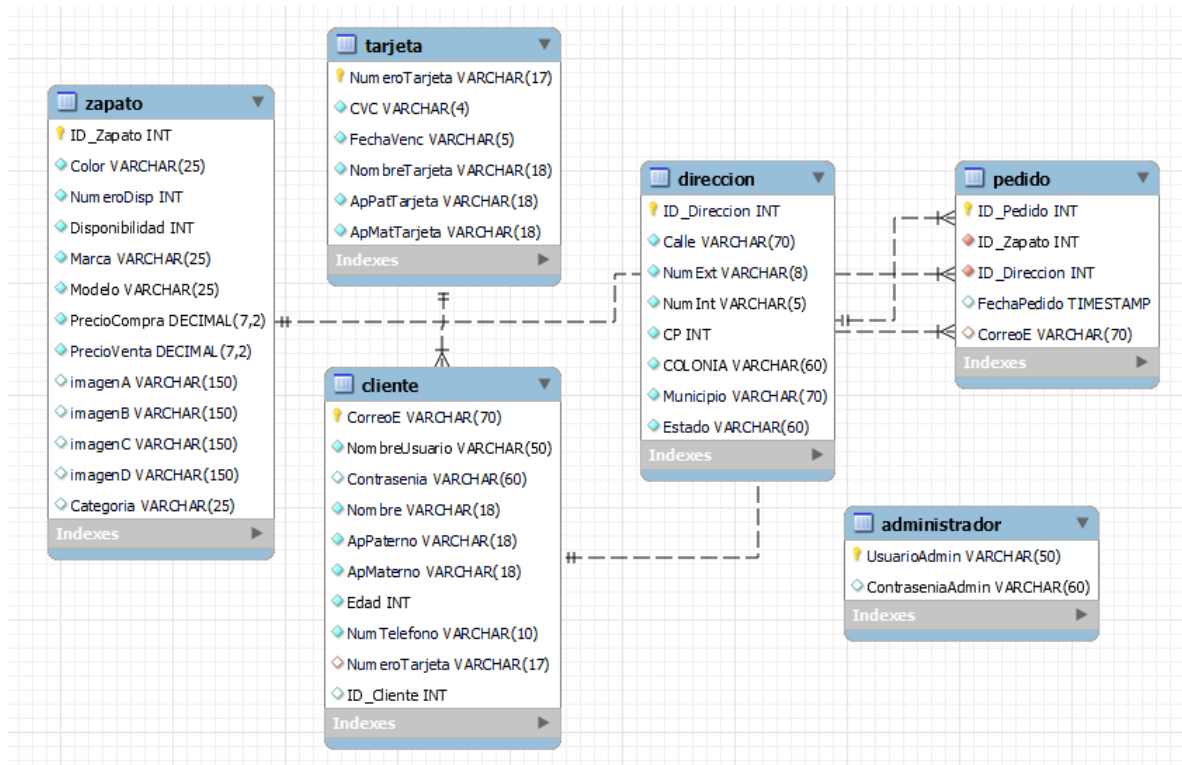 zapato
ID_Zapato INT
Color VARCHAR(25)
NumeroDisp INT
Disponibilidad INT
Marca VARCHAR(25)
Modelo VARCHAR(25)
PrecioCompra DECIMAL(7,2)
PrecioVenta DECIMAL(7,2)
imagenA VARCHAR(150)
imagenB VARCHAR(150)
imagenC VARCHAR(150)
imagenD VARCHAR(150)
Categoria VARCHAR(25)
Indexes
tarjeta
NumeroTarjeta VARCHAR(17)
CVC VARCHAR(4)
FechaVenc VARCHAR(5)
NombreTarjeta VARCHAR(18)
ApPatTarjeta VARCHAR(18)
ApMatTarjeta VARCHAR(18)
Indexes
cliente
CorreoE VARCHAR(70)
NombreUsuario VARCHAR(50)
Contrasenia VARCHAR(60)
Nombre VARCHAR(18)
ApPaterno VARCHAR(18)
ApMaterno VARCHAR(18)
Edad INT
NumTelefono VARCHAR(10)
NumeroTarjeta VARCHAR(17)
ID_Cliente INT
Indexes
direccion
ID_Direccion INT
Calle VARCHAR(70)
NumExt VARCHAR(8)
NumInt VARCHAR(5)
CP INT
COLONIA VARCHAR(60)
Municipio VARCHAR(70)
Estado VARCHAR(60)
Indexes
pedido
ID_Pedido INT
ID_Zapato INT
ID_Direccion INT
FechaPedido TIMESTAMP
CorreoE VARCHAR(70)
Indexes
administrador
UsuarioAdmin VARCHAR(50)
ContraseniaAdmin VARCHAR(60)
Indexes